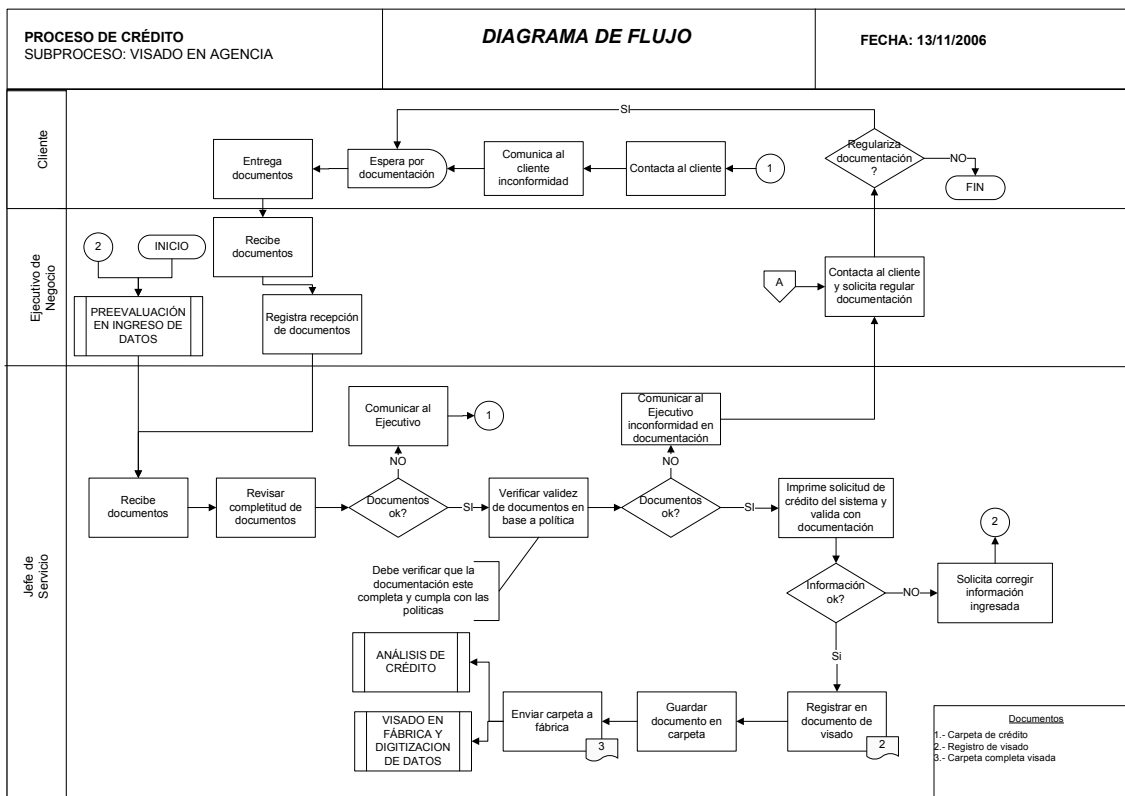 PROCESO DE CRÉDITO
SUBPROCESO: VISADO EN AGENCIA
DIAGRAMA DE FLUJO
FECHA: 13/11/2006
Cliente
SI
Entrega
documentos
Espera por
documentación
Comunica al
cliente
inconformidad
Contacta al cliente
1
Regulariza
documentación
?
NO
FIN
Ejecutivo de
Negocio
2
INICIO
Recibe
documentos
PREEVALUACIÓN
EN INGRESO DE
DATOS
Registra recepción
de documentos
A
Contacta al cliente
y solicita regular
documentación
Jefe de
Servicio
Comunicar al
Ejecutivo
1
Comunicar al
Ejecutivo
inconformidad en
documentación
NO
NO
Recibe
documentos
Revisar
completitud de
documentos
Documentos
ok?
SI
Verificar validez
de documentos en
base a política
Documentos
ok?
SI
Imprime solicitud de
crédito del sistema y
valida con
documentación
2
Debe verificar que la
documentación este
completa y cumpla con las
politicas
Información
ok?
NO
Solicita corregir
información
ingresada
Si
ANÁLISIS DE
CRÉDITO
VISADO EN
FÁBRICA Y
DIGITIZACION
DE DATOS
Enviar carpeta a
fábrica
3
Guardar
documento en
carpeta
Registrar en
documento de
visado
2
Documentos
1.- Carpeta de crédito
2.- Registro de visado
3.- Carpeta completa visada